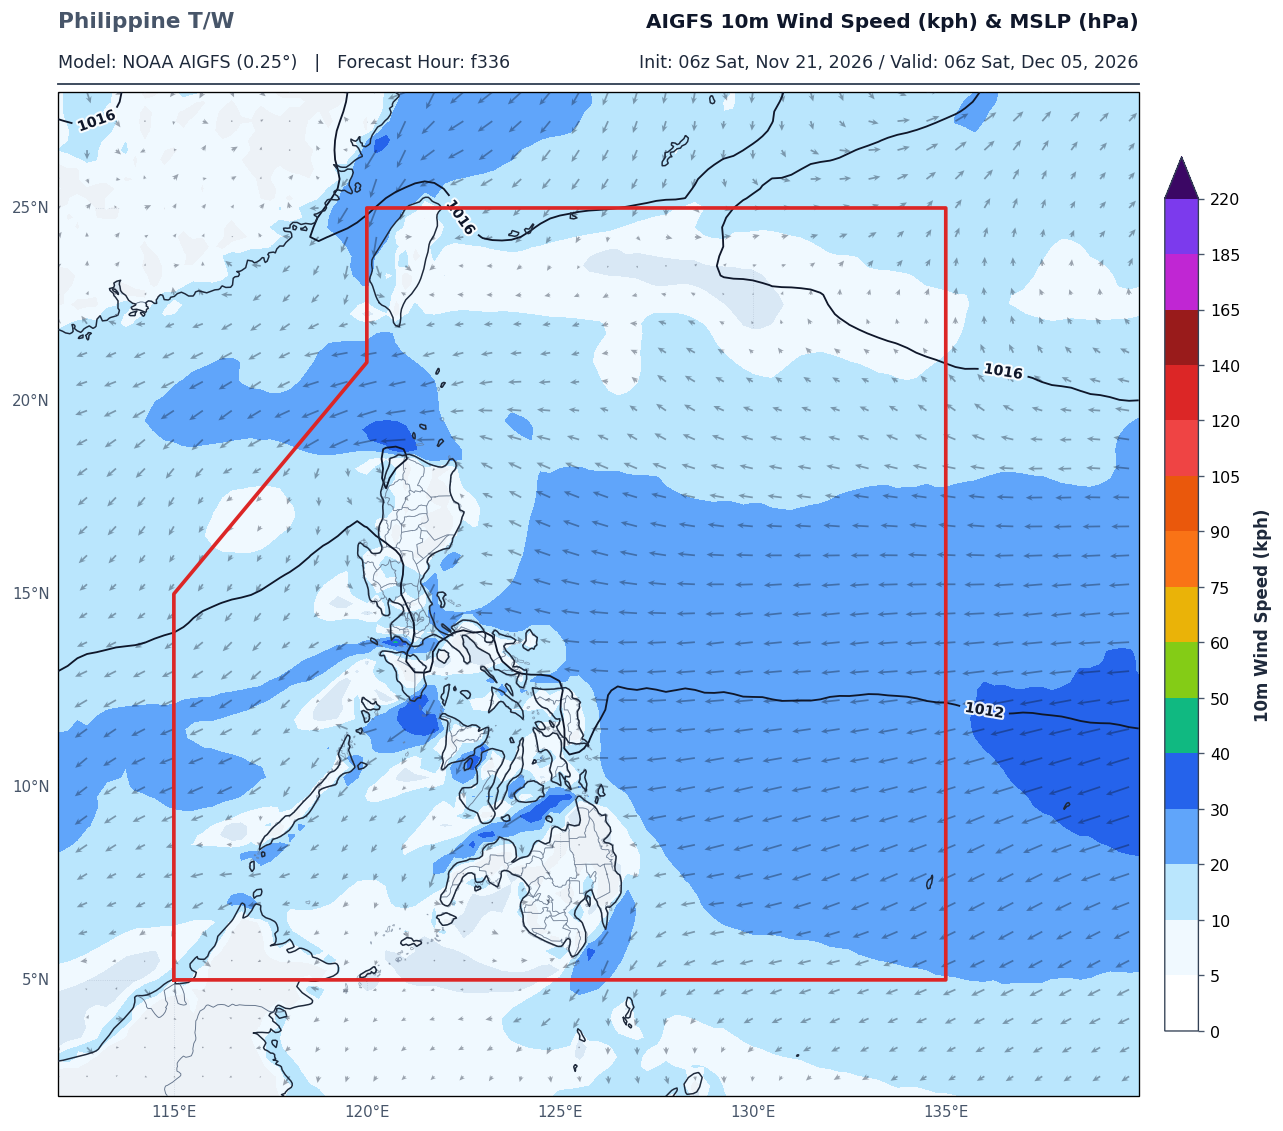 Philippine T/W
AIGFS 10m Wind Speed (kph) & MSLP (hPa)
Model: NOAA AIGFS (0.25°)   |   Forecast Hour: f336
Init: 06z Sat, Nov 21, 2026 / Valid: 06z Sat, Dec 05, 2026
1016
1016
1016
1012
25°N
20°N
15°N
10°N
5°N
115°E
120°E
125°E
130°E
135°E
220
185
165
140
120
105
90
75
60
50
40
30
20
10
5
0
10m Wind Speed (kph)